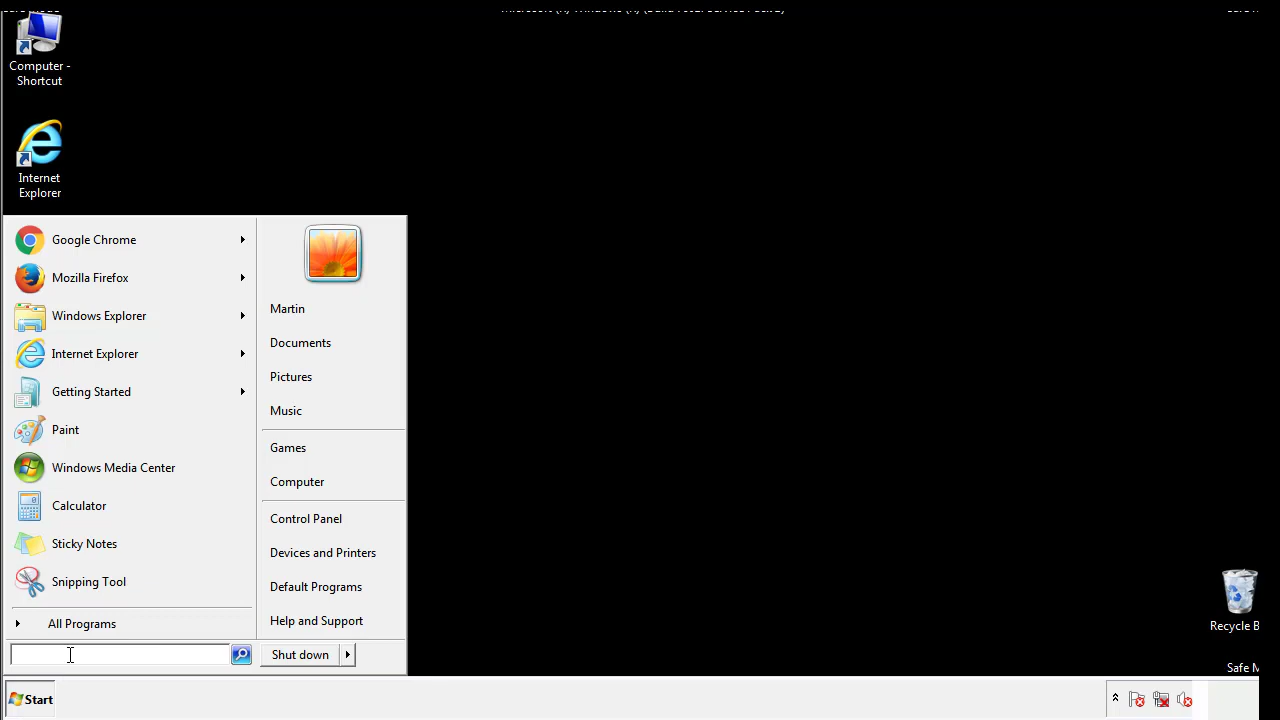 Computer -
Shortcut
Internet
Explorer
Google Chrome
Mozilla Firefox
Windows Explorer
Internet Explorer
Getting Started
Paint
Windows Media Center
Calculator
Sticky Notes
Snipping Tool
All Programs
Martin
Documents
Pictures
Music
Games
Computer
Control Panel
Devices and Printers
Default Programs
Help and Support
Shut down
Recycle B
Safe M
Start